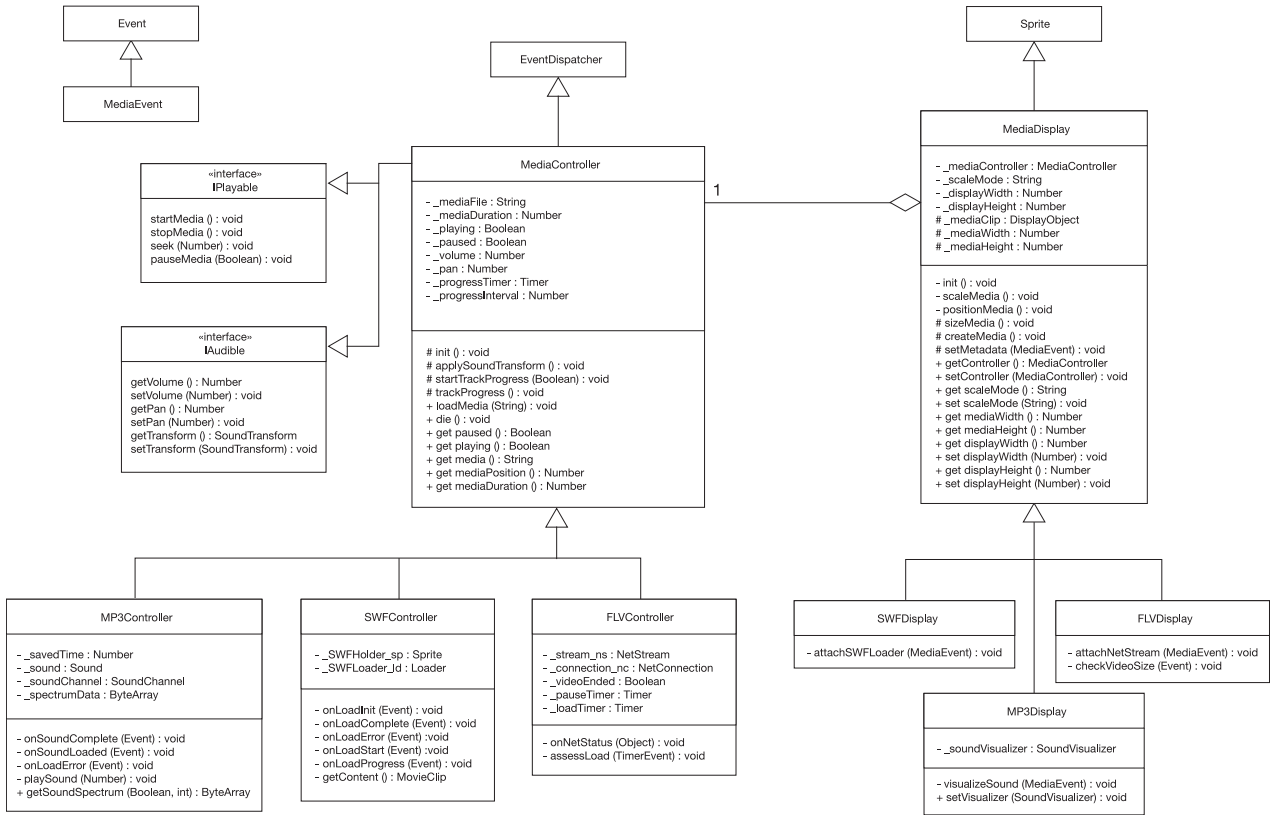 Event
MediaEvent
EventDispatcher
Sprite
«interface»
IPlayable
startMedia () : void
stopMedia () : void
seek (Number) : void
pauseMedia (Boolean) : void
«interface»
IAudible
getVolume () : Number
setVolume (Number) : void
getPan () : Number
setPan (Number) : void
getTransform () : SoundTransform
setTransform (SoundTransform) : void
MediaController
- _mediaFile : String
- _mediaDuration : Number
- _playing : Boolean
- _paused : Boolean
- _volume : Number
- _pan : Number
- _progressTimer : Timer
- _progressInterval : Number
# init () : void
# applySoundTransform () : void
# startTrackProgress (Boolean) : void
# trackProgress () : void
+ loadMedia (String) : void
+ die () : void
+ get paused () : Boolean
+ get playing () : Boolean
+ get media () : String
+ get mediaPosition () : Number
+ get mediaDuration () : Number
1
MediaDisplay
- _mediaController : MediaController
- _scaleMode : String
- _displayWidth : Number
- _displayHeight : Number
# _mediaClip : DisplayObject
# _mediaWidth : Number
# _mediaHeight : Number
- init () : void
- scaleMedia () : void
- positionMedia () : void
# sizeMedia () : void
# createMedia () : void
# setMetadata (MediaEvent) : void
+ getController () : MediaController
+ setController (MediaController) : void
+ get scaleMode () : String
+ set scaleMode (String) : void
+ get mediaWidth () : Number
+ get mediaHeight () : Number
+ get displayWidth () : Number
+ set displayWidth (Number) : void
+ get displayHeight () : Number
+ set displayHeight (Number) : void
MP3Controller
- _savedTime : Number
- _sound : Sound
- _soundChannel : SoundChannel
- _spectrumData : ByteArray
- onSoundComplete (Event) : void
- onSoundLoaded (Event) : void
- onLoadError (Event) : void
- playSound (Number) : void
+ getSoundSpectrum (Boolean, int) : ByteArray
SWFController
- _SWFHolder_sp : Sprite
- _SWFLoader_ld : Loader
- onLoadInit (Event) : void
- onLoadComplete (Event) : void
- onLoadError (Event) :void
- onLoadStart (Event) : void
- onLoadProgress (Event) : void
- getContent () : MovieClip
FLVController
- _stream_ns : NetStream
- _connection_nc : NetConnection
- _videoEnded : Boolean
- _pauseTimer : Timer
- _loadTimer : Timer
- onNetStatus (Object) : void
- assessLoad (TimerEvent) : void
SWFDisplay
- attachSWFLoader (MediaEvent) : void
FLVDisplay
- attachNetStream (MediaEvent) : void
- checkVideoSize (Event) : void
MP3Display
- _soundVisualizer : SoundVisualizer
- visualizeSound (MediaEvent) : void
+ setVisualizer (SoundVisualizer) : void